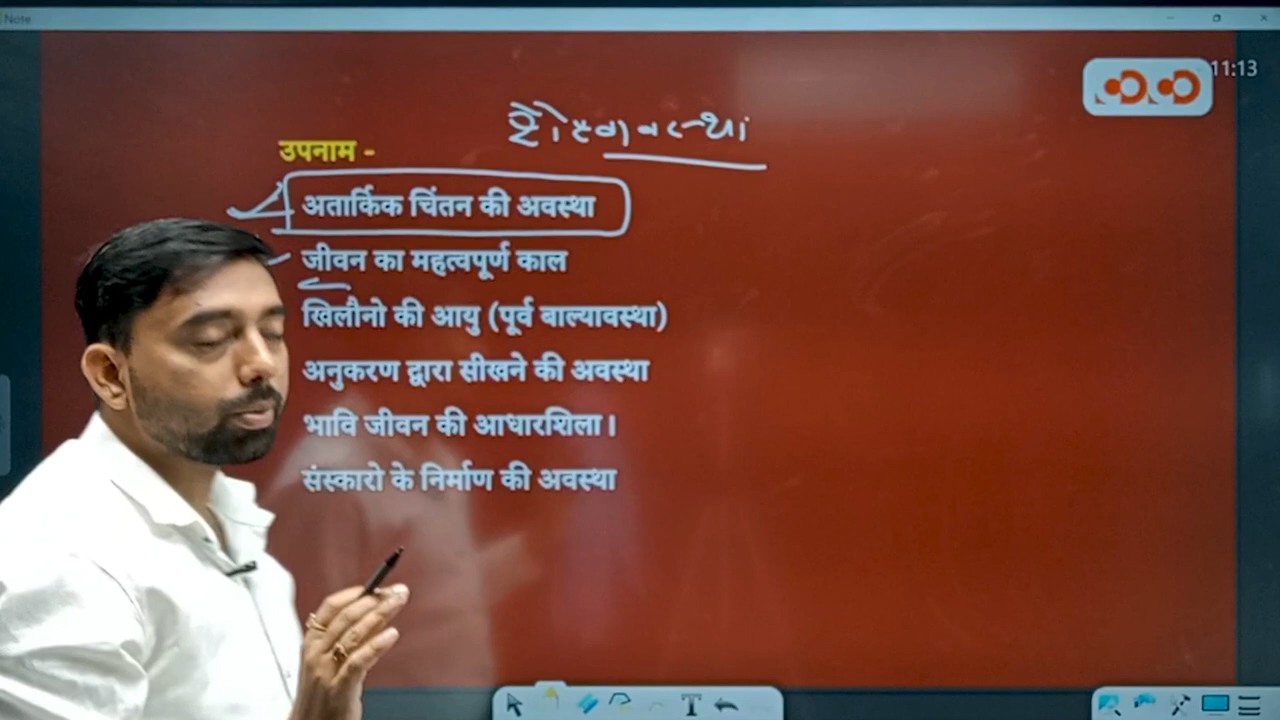 Note
11:13
शैशवावस्था
उपनाम -
अतार्किक चिंतन की अवस्था
जीवन का महत्वपूर्ण काल
खिलौनो की आयु (पूर्व बाल्यावस्था)
अनुकरण द्वारा सीखने की अवस्था
भावि जीवन की आधारशिला।
संस्कारो के निर्माण की अवस्था
T